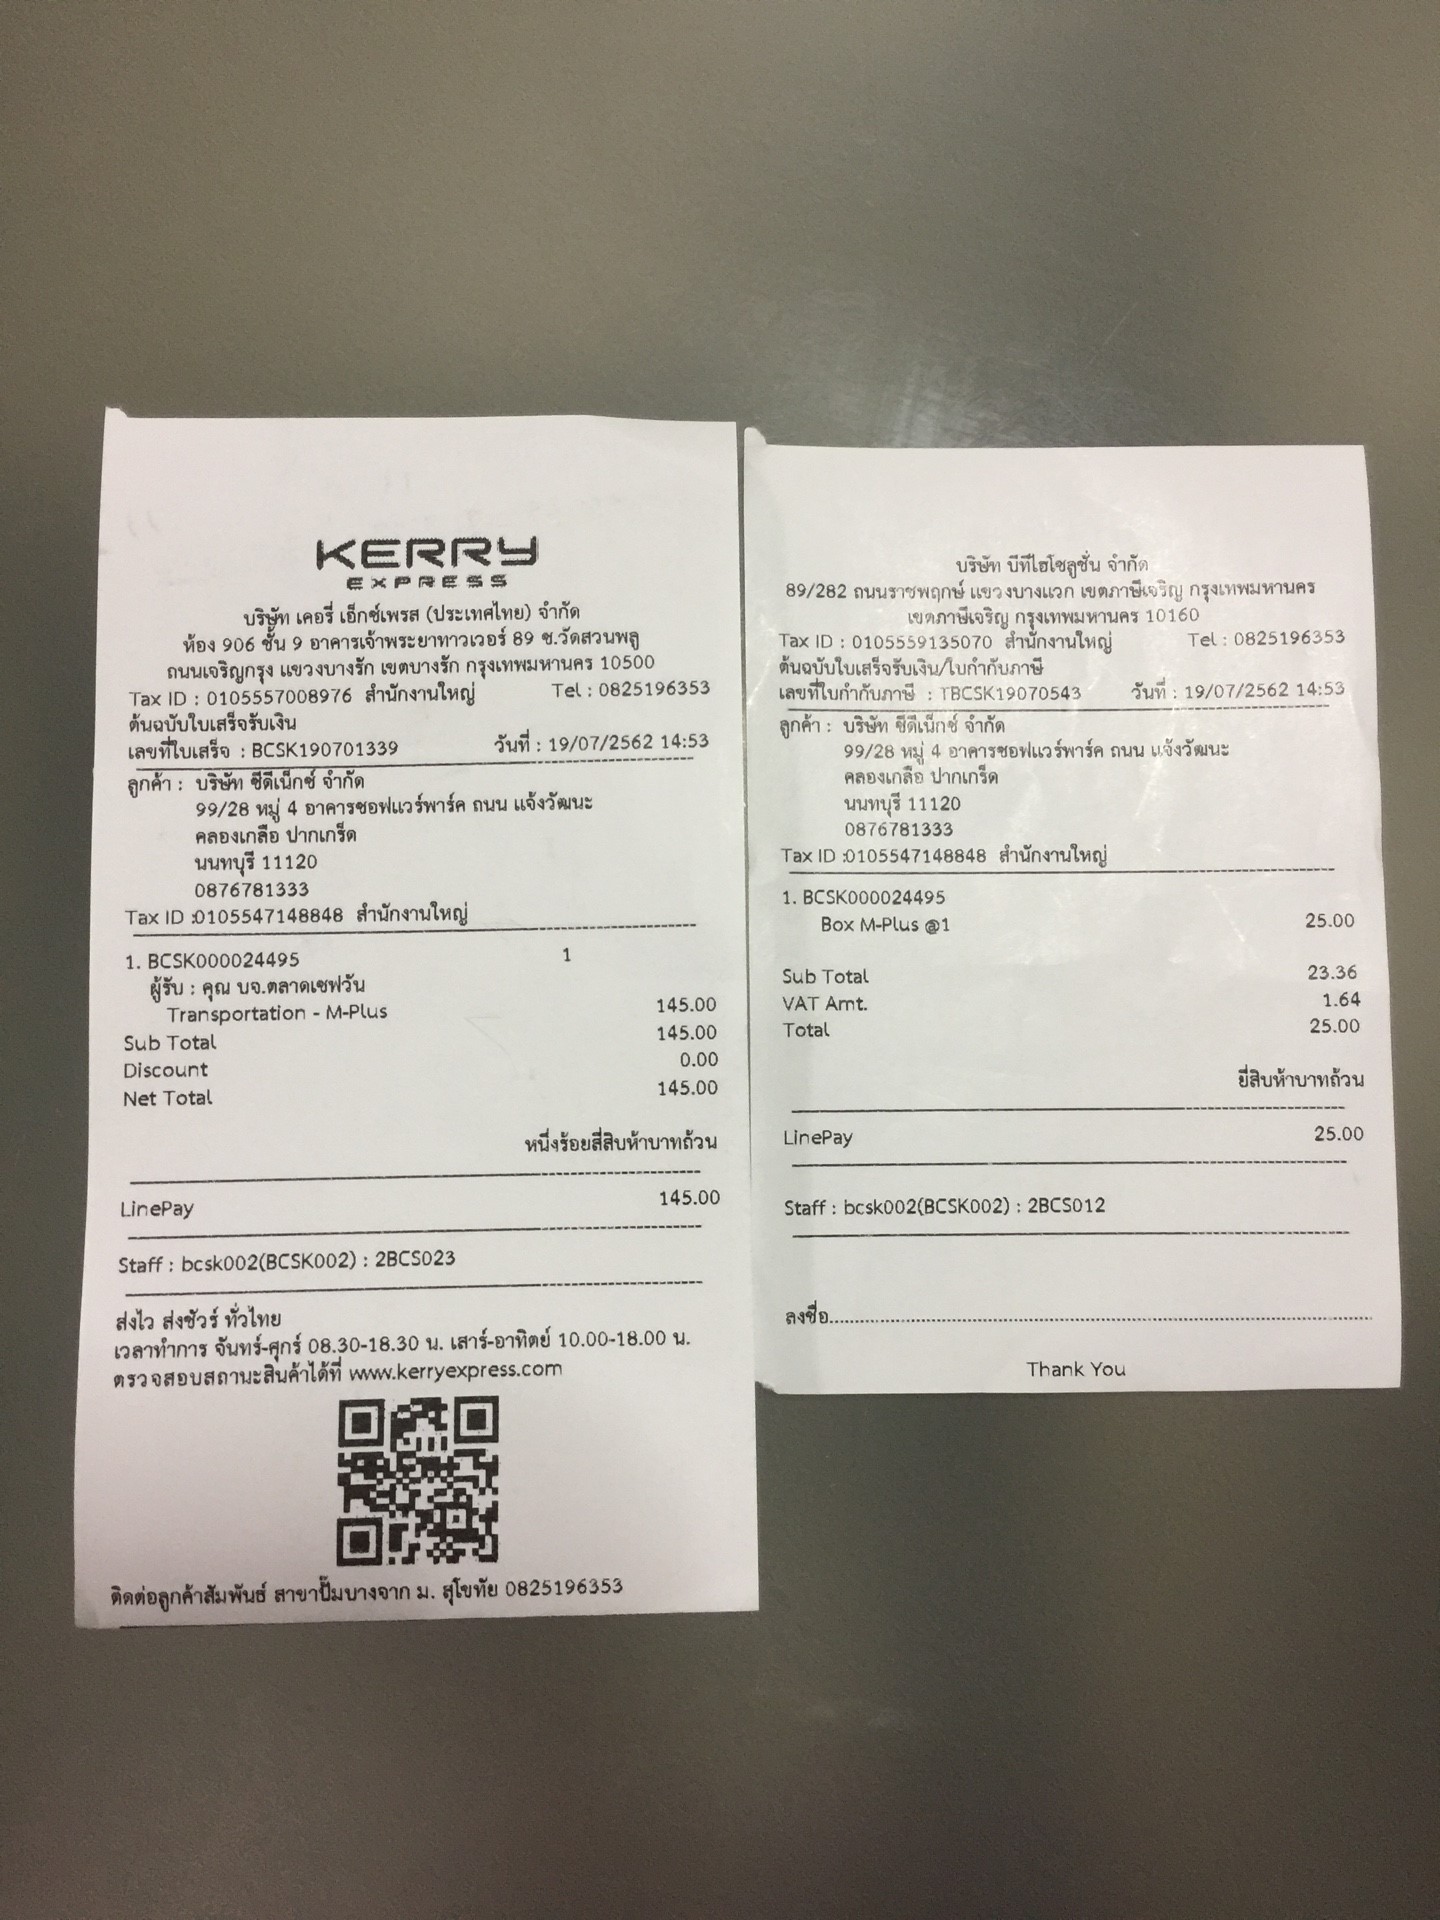 KERRY
EXPRESS
บริษัท เคอรี่ เอ็กซ์เพรส (ประเทศไทย) จำกัด
ห้อง 906 ชั้น 9 อาคารเจ้าพระยาทาวเวอร์ 89 ซ.วัดสวนพลู
ถนนเจริญกรุง แขวงบางรัก เขตบางรัก กรุงเทพมหานคร 10500
Tax ID : 0105557008976 สำนักงานใหญ่ Tel : 0825196353
ต้นฉบับใบเสร็จรับเงิน
เลขที่ใบเสร็จ : BCSK190701339 วันที่ : 19/07/2562 14:53
ลูกค้า : บริษัท ซีดีเน็กซ์ จำกัด
99/28 หมู่ 4 อาคารซอฟแวร์พาร์ค ถนน แจ้งวัฒนะ
คลองเกลือ ปากเกร็ด
นนทบุรี 11120
0876781333
Tax ID :0105547148848 สำนักงานใหญ่
1. BCSK000024495 1
ผู้รับ : คุณ บจ.ตลาดเซฟวัน
Transportation - M-Plus 145.00
Sub Total 145.00
Discount 0.00
Net Total 145.00
หนึ่งร้อยสี่สิบห้าบาทถ้วน
LinePay 145.00
Staff : bcsk002(BCSK002) : 2BCS023
ส่งไว ส่งชัวร์ ทั่วไทย
เวลาทำการ จันทร์-ศุกร์ 08.30-18.30 น. เสาร์-อาทิตย์ 10.00-18.00 น.
ตรวจสอบสถานะสินค้าได้ที่ www.kerryexpress.com
ติดต่อลูกค้าสัมพันธ์ สาขาปั๊มบางจาก ม. สุโขทัย 0825196353
บริษัท บีทีไฮโซลูชั่น จำกัด
89/282 ถนนราชพฤกษ์ แขวงบางแวก เขตภาษีเจริญ กรุงเทพมหานคร
เขตภาษีเจริญ กรุงเทพมหานคร 10160
Tax ID : 0105559135070 สำนักงานใหญ่ Tel : 0825196353
ต้นฉบับใบเสร็จรับเงิน/ใบกำกับภาษี
เลขที่ใบกำกับภาษี : TBCSK19070543 วันที่ : 19/07/2562 14:53
ลูกค้า : บริษัท ซีดีเน็กซ์ จำกัด
99/28 หมู่ 4 อาคารซอฟแวร์พาร์ค ถนน แจ้งวัฒนะ
คลองเกลือ ปากเกร็ด
นนทบุรี 11120
0876781333
Tax ID :0105547148848 สำนักงานใหญ่
1. BCSK000024495
Box M-Plus @1 25.00
Sub Total 23.36
VAT Amt. 1.64
Total 25.00
ยี่สิบห้าบาทถ้วน
LinePay 25.00
Staff : bcsk002(BCSK002) : 2BCS012
ลงชื่อ..........................................................................
Thank You